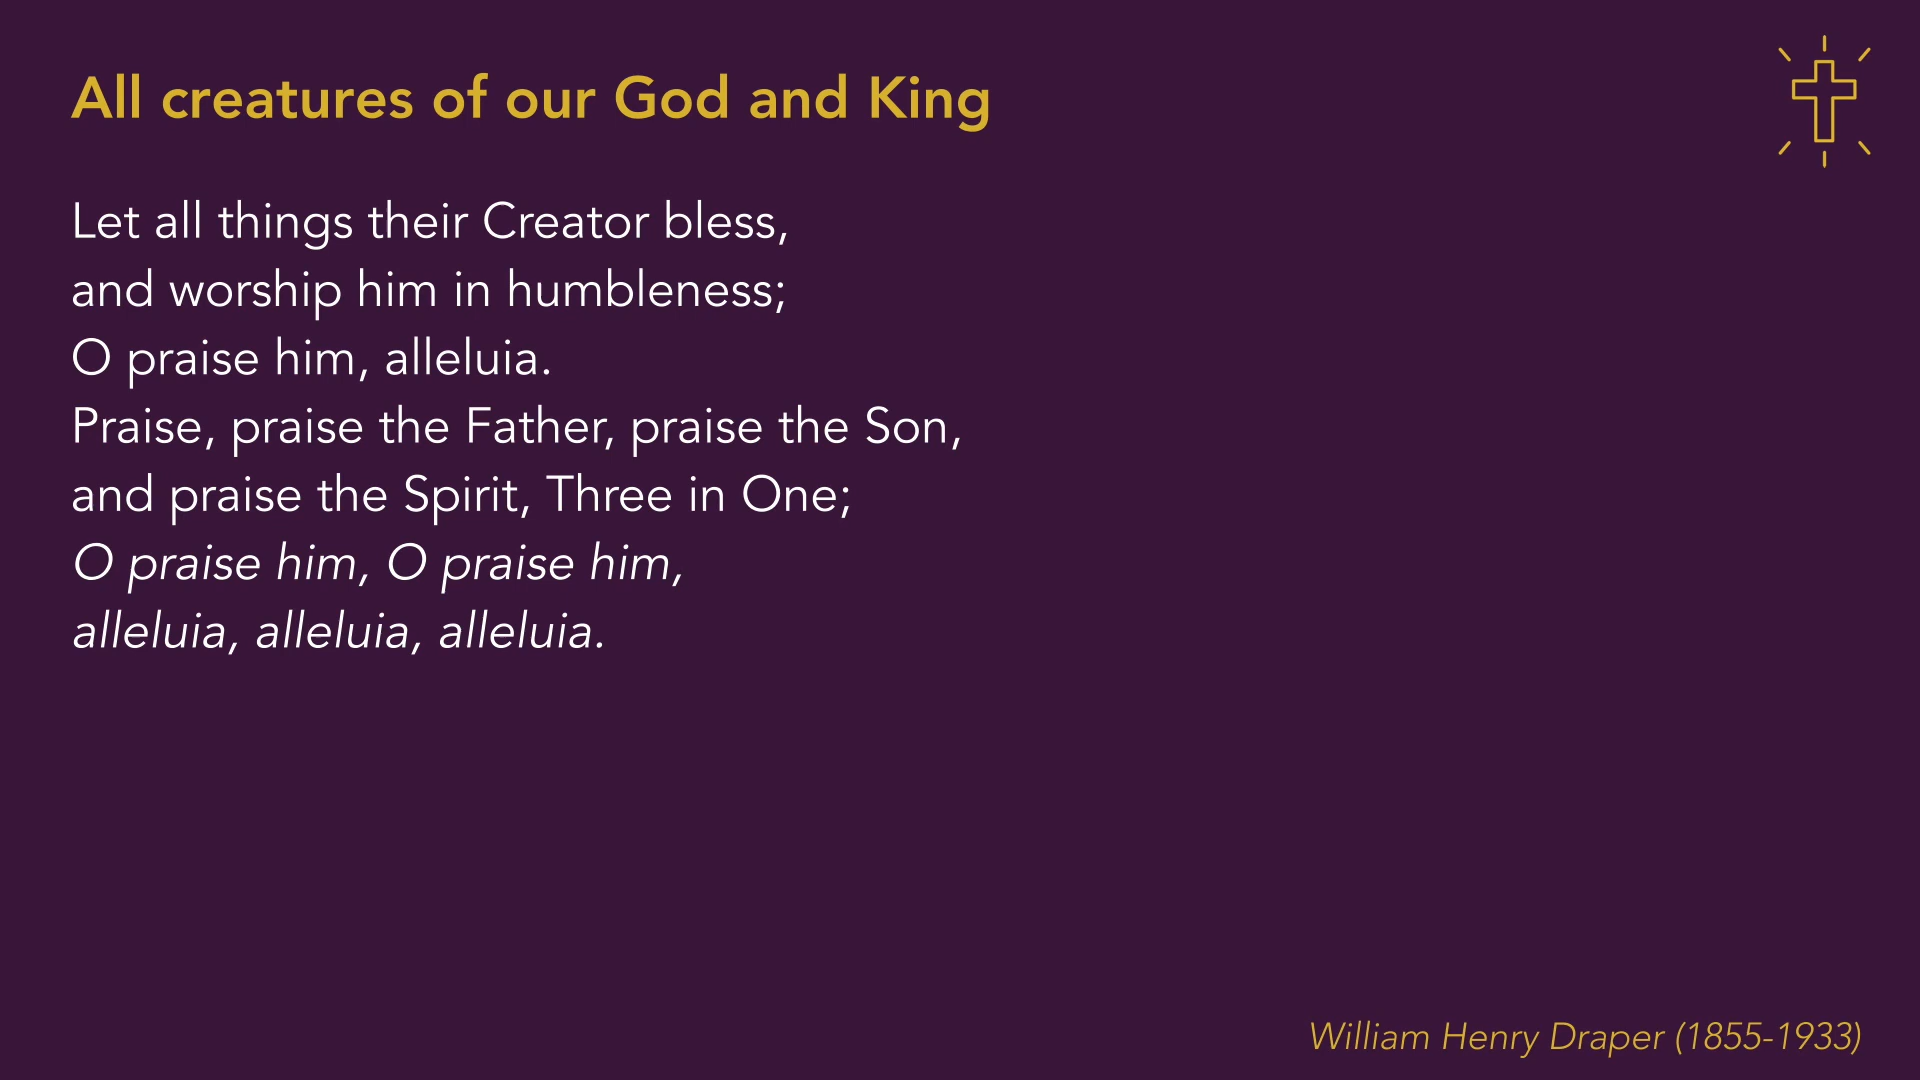 All creatures of our God and King
Let all things their Creator bless,
and worship him in humbleness;
O praise him, alleluia.
Praise, praise the Father, praise the Son,
and praise the Spirit, Three in One;
O praise him, O praise him,
alleluia, alleluia, alleluia.
William Henry Draper (1855-1933)